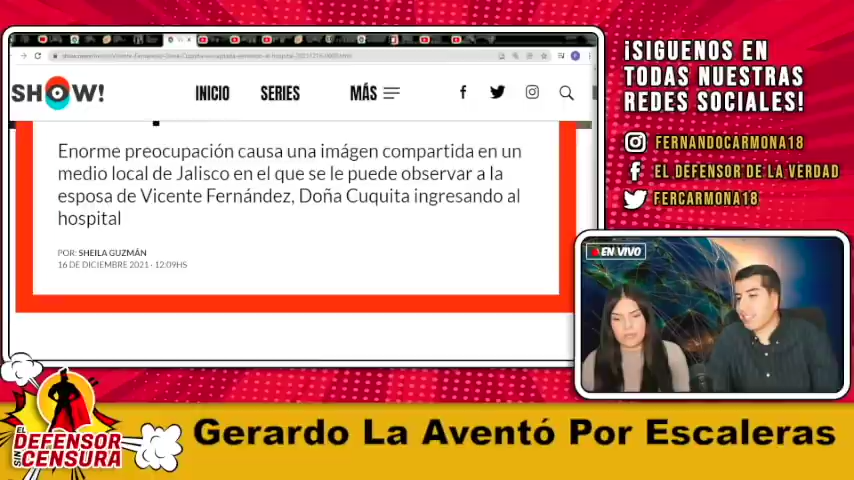 SHOW!
INICIO
SERIES
MÁS
Enorme preocupación causa una imágen compartida en un
medio local de Jalisco en el que se le puede observar a la
esposa de Vicente Fernández, Doña Cuquita ingresando al
hospital
POR: SHEILA GUZMÁN
16 DE DICIEMBRE 2021 · 12:09HS
¡SIGUENOS EN
TODAS NUESTRAS
REDES SOCIALES!
FERNANDOCARMONA18
EL DEFENSOR DE LA VERDAD
FERCARMONA18
EN VIVO
EL
DEFENSOR
SIN
CENSURA
Gerardo La Aventó Por Escaleras